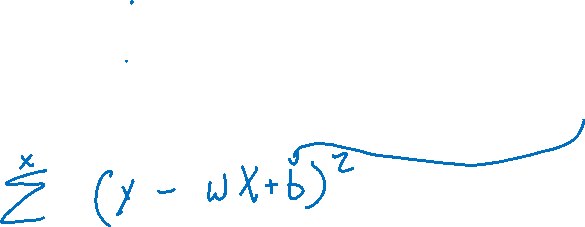 x
∑ (y - wX+b)²